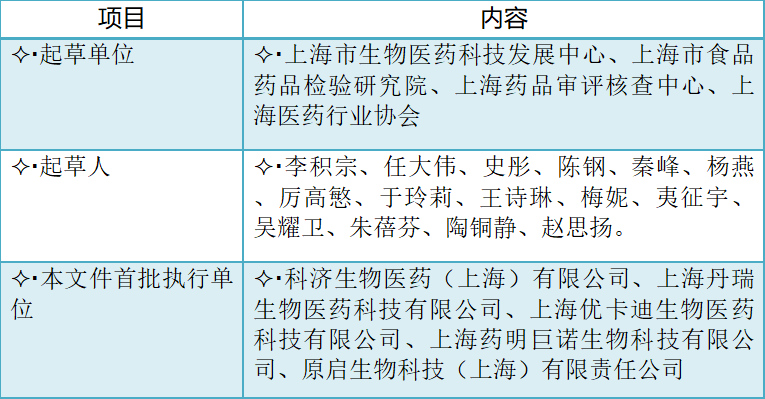 项目
内容
✧·起草单位
✧·上海市生物医药科技发展中心、上海市食品
药品检验研究院、上海药品审评核查中心、上
海医药行业协会
✧·起草人
✧·李积宗、任大伟、史彤、陈钢、秦峰、杨燕
、厉高慜、于玲莉、王诗琳、梅妮、夷征宇、
吴耀卫、朱蓓芬、陶铜静、赵思扬。
✧·本文件首批执行单
位
✧·科济生物医药（上海）有限公司、上海丹瑞
生物医药科技有限公司、上海优卡迪生物医药
科技有限公司、上海药明巨诺生物科技有限公
司、原启生物科技（上海）有限责任公司